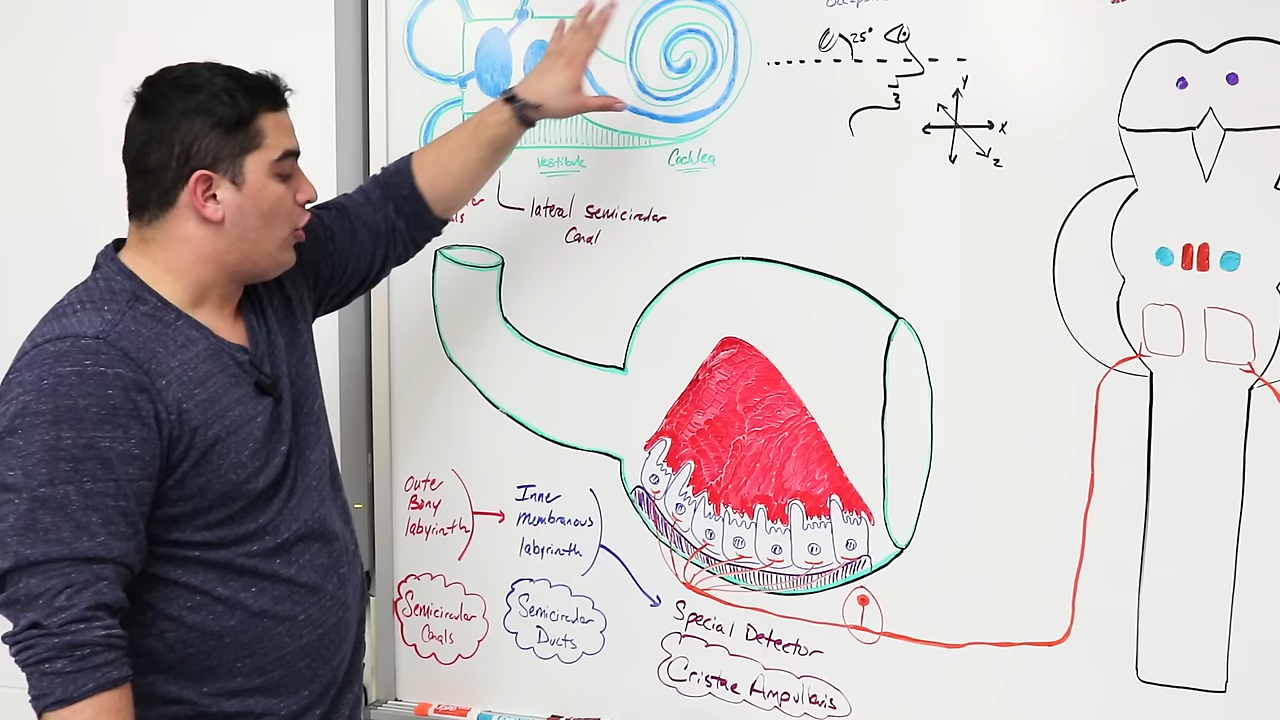 25°
Y
X
Z
Vestibule
Cochlea
lateral semicircular
Canal
Outer
Bony
labyrinth
Inner
membranous
labyrinth
Semicircular
Canals
Semicircular
Ducts
Special Detector
Cristae Ampullaris